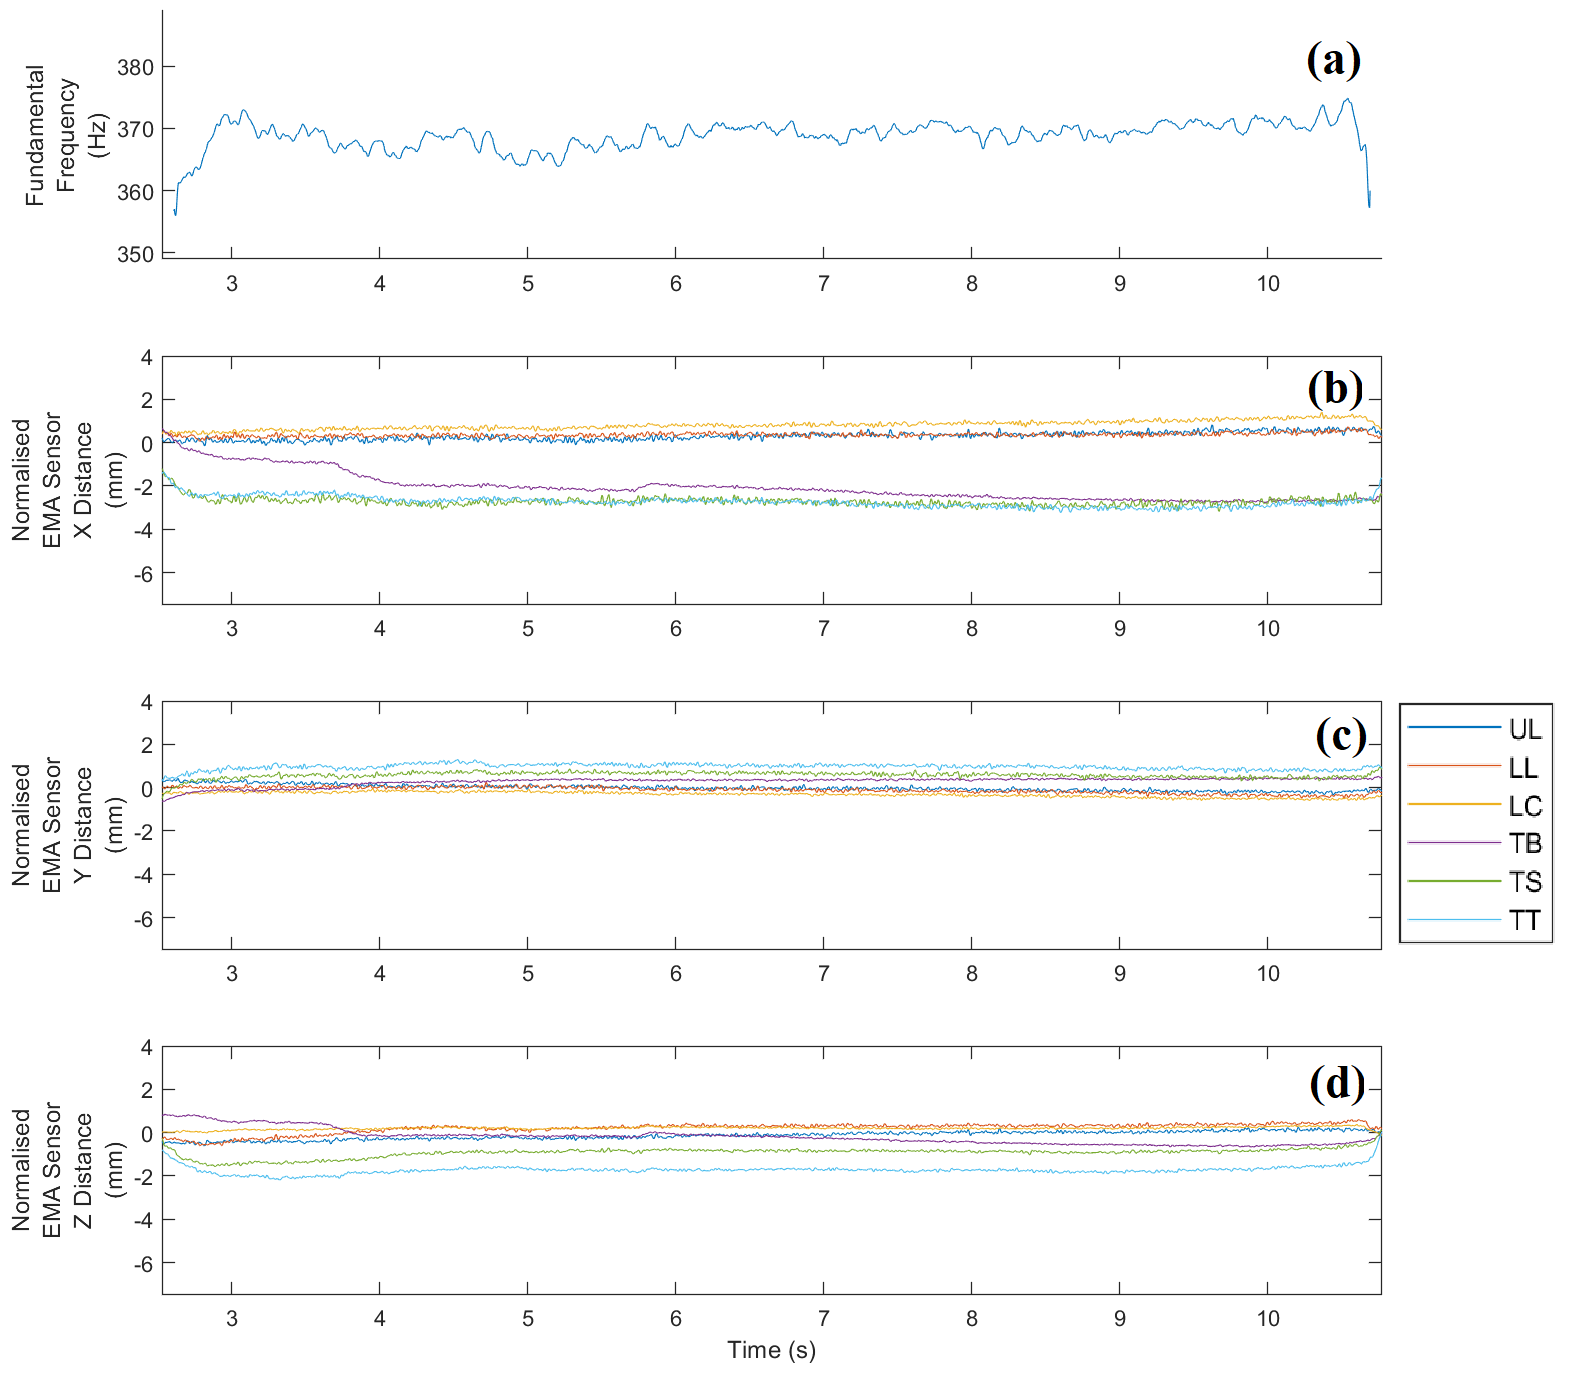 Fundamental
Frequency
(Hz)
380
370
360
350
(a)
3 4 5 6 7 8 9 10
Normalised
EMA Sensor
X Distance
(mm)
4
2
0
-2
-4
-6
(b)
3 4 5 6 7 8 9 10
Normalised
EMA Sensor
Y Distance
(mm)
4
2
0
-2
-4
-6
(c)
3 4 5 6 7 8 9 10
UL
LL
LC
TB
TS
TT
Normalised
EMA Sensor
Z Distance
(mm)
4
2
0
-2
-4
-6
(d)
3 4 5 6 7 8 9 10
Time (s)